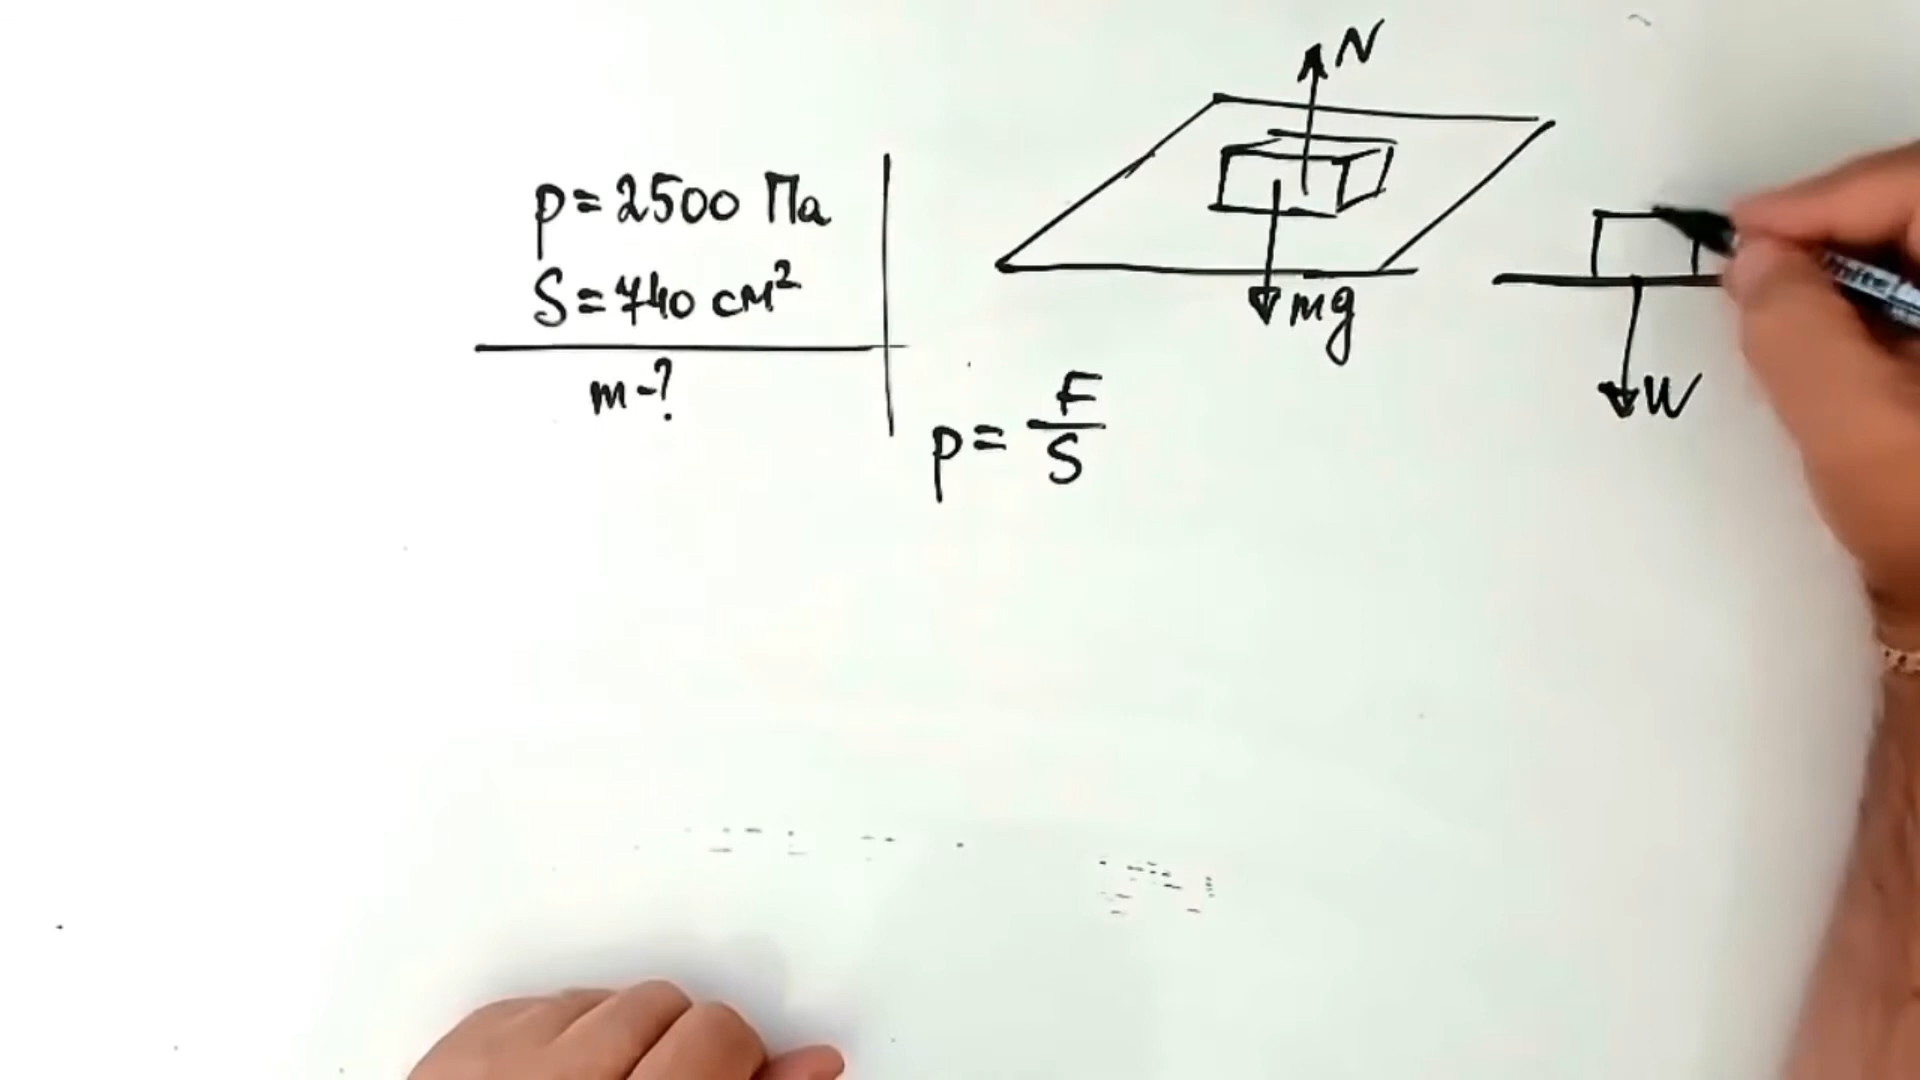 p = 2500 Па
S = 740 см²
m - ?
N
mg
W
p = F/S